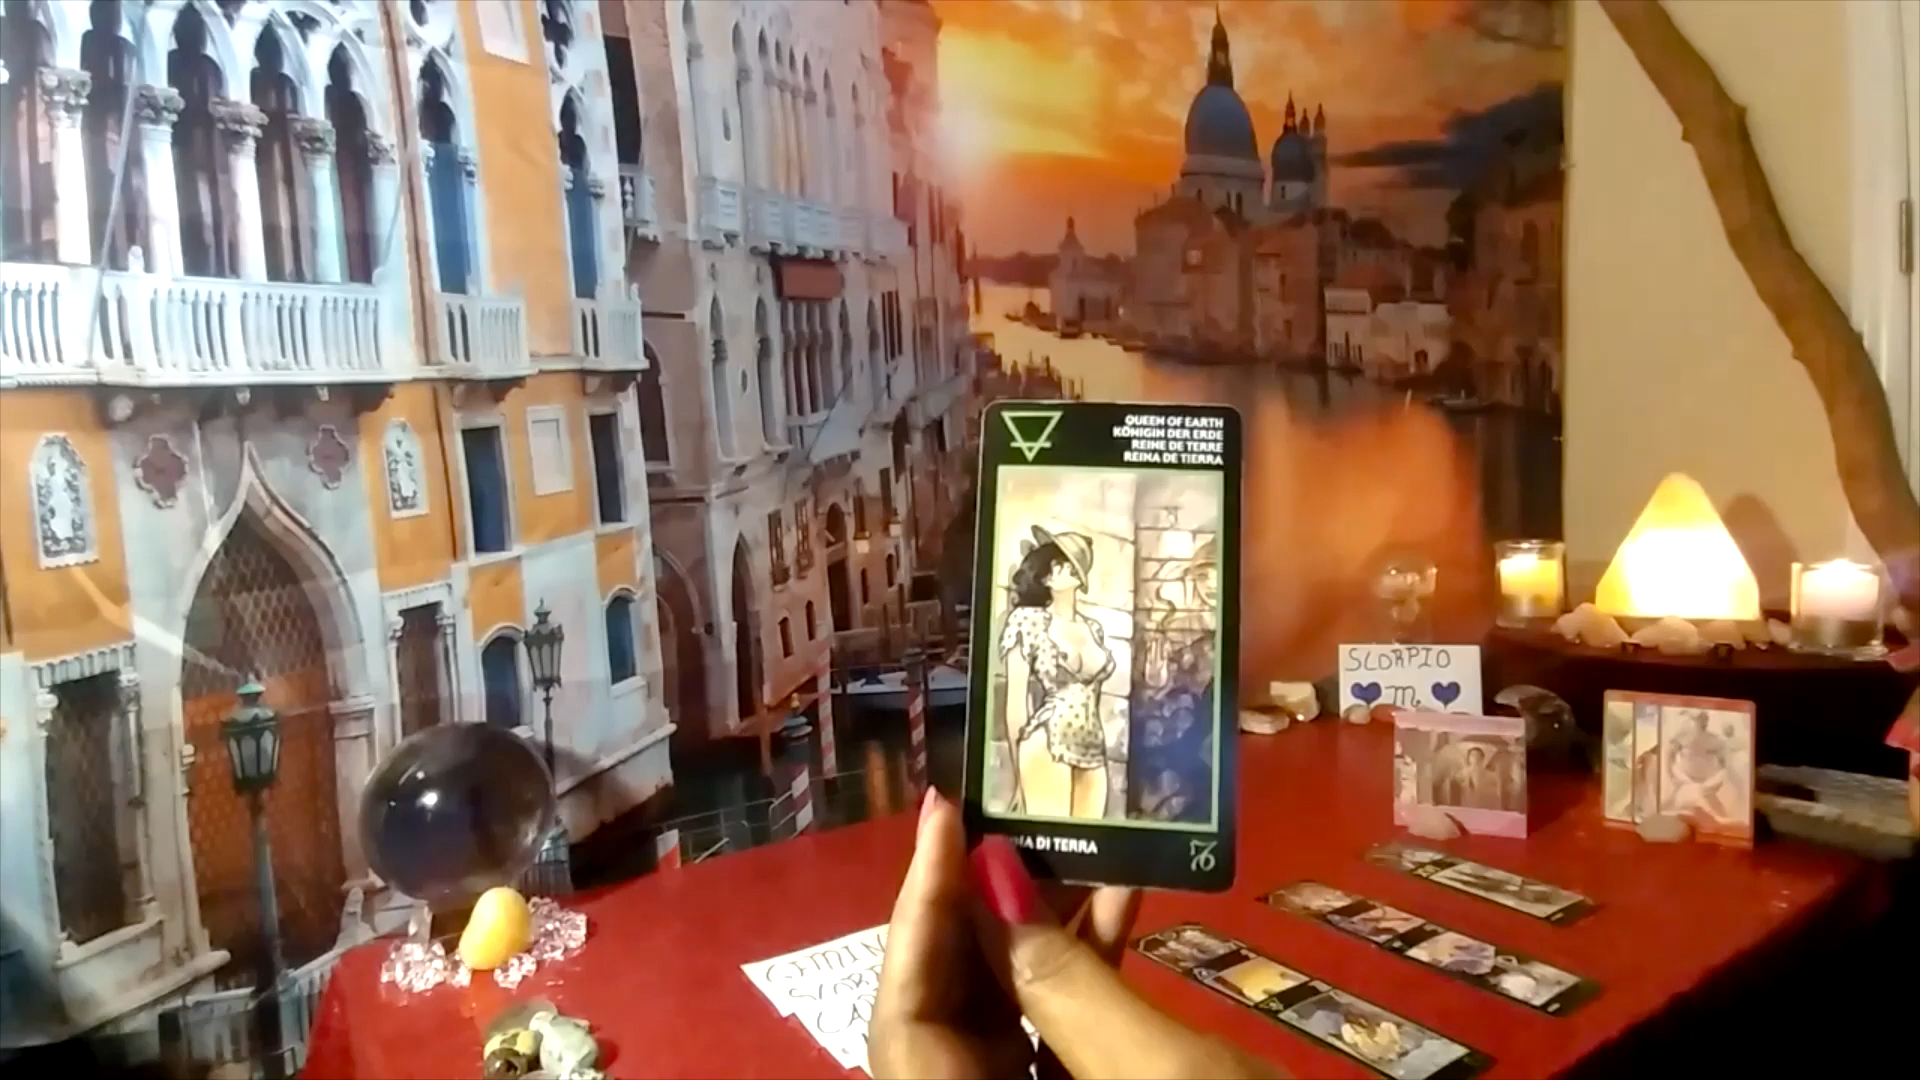 QUEEN OF EARTH
KÖNIGIN DER ERDE
REINE DE TERRE
REINA DE TIERRA
DI TERRA
SCORPIO
♏